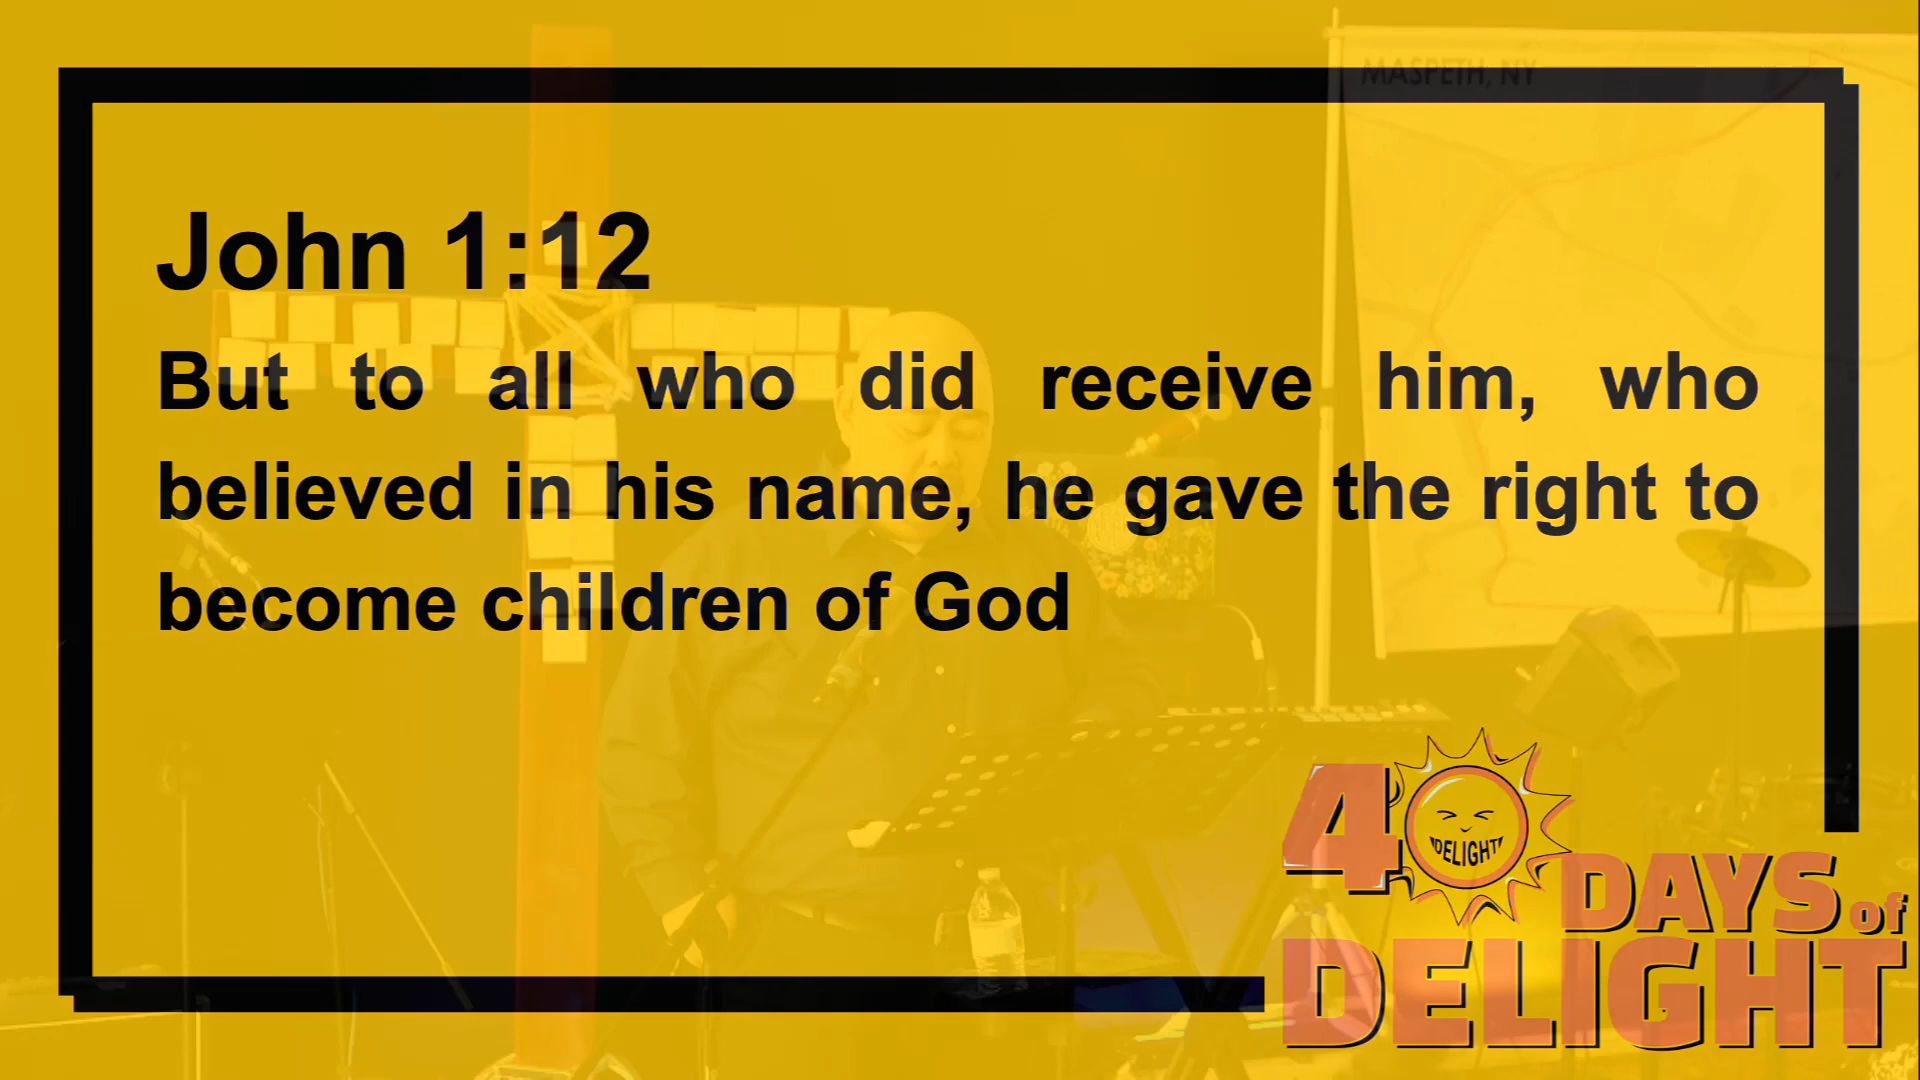 MASPETH, NY
John 1:12
But to all who did receive him, who
believed in his name, he gave the right to
become children of God
40
DELIGHT
DAYS of
DELIGHT